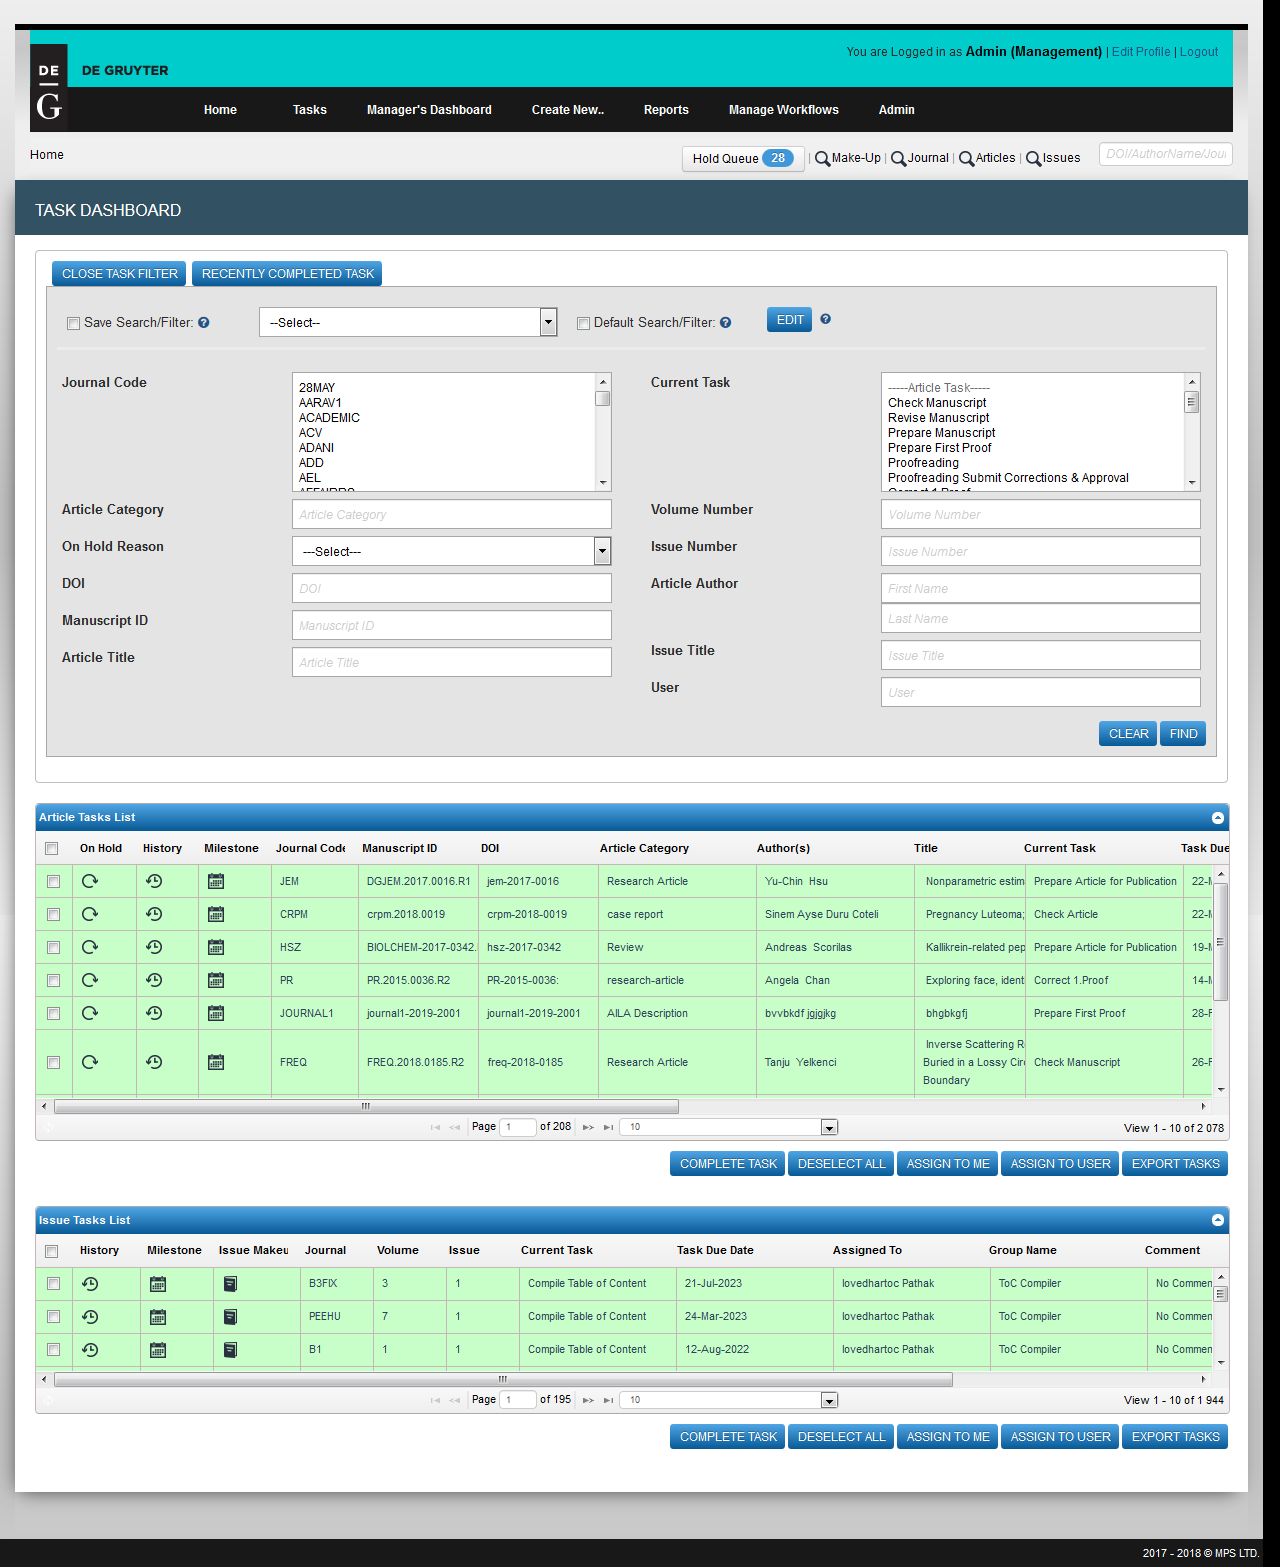 You are Logged in as Admin (Management) | Edit Profile | Logout
DE
G
DE GRUYTER
Home Tasks Manager's Dashboard Create New.. Reports Manage Workflows Admin
Home
Hold Queue 28 | Make-Up | Journal | Articles | Issues DOI/AuthorName/Jour
TASK DASHBOARD
CLOSE TASK FILTER RECENTLY COMPLETED TASK
Save Search/Filter: ? --Select-- Default Search/Filter: ? EDIT ?
Journal Code
28MAY
AARAV1
ACADEMIC
ACV
ADANI
ADD
AEL
Current Task
-----Article Task-----
Check Manuscript
Revise Manuscript
Prepare Manuscript
Prepare First Proof
Proofreading
Proofreading Submit Corrections & Approval
Correct 1.Proof
Article Category Article Category Volume Number Volume Number
On Hold Reason ---Select--- Issue Number Issue Number
DOI DOI Article Author First Name
Last Name
Manuscript ID Manuscript ID
Article Title Article Title
Issue Title Issue Title
User User
CLEAR FIND
Article Tasks List
On Hold History Milestone Journal Code Manuscript ID DOI Article Category Author(s) Title Current Task Task Due
JEM DGJEM.2017.0016.R1 jem-2017-0016 Research Article Yu-Chin Hsu Nonparametric estim Prepare Article for Publication 22-M
CRPM crpm.2018.0019 crpm-2018-0019 case report Sinem Ayse Duru Coteli Pregnancy Luteoma; Check Article 22-M
HSZ BIOLCHEM-2017-0342. hsz-2017-0342 Review Andreas Scorilas Kallikrein-related pep Prepare Article for Publication 19-M
PR PR.2015.0036.R2 PR-2015-0036: research-article Angela Chan Exploring face, identi Correct 1.Proof 14-M
JOURNAL1 journal1-2019-2001 journal1-2019-2001 AILA Description bvvbkdf jgjgjkg bhgbkgfj Prepare First Proof 28-F
FREQ FREQ.2018.0185.R2 freq-2018-0185 Research Article Tanju Yelkenci Inverse Scattering Re Buried in a Lossy Circ Boundary Check Manuscript 26-F
Page 1 of 208 10 View 1 - 10 of 2 078
COMPLETE TASK DESELECT ALL ASSIGN TO ME ASSIGN TO USER EXPORT TASKS
Issue Tasks List
History Milestone Issue Makeu Journal Volume Issue Current Task Task Due Date Assigned To Group Name Comment
B3FIX 3 1 Compile Table of Content 21-Jul-2023 lovedhartoc Pathak ToC Compiler No Commen
PEEHU 7 1 Compile Table of Content 24-Mar-2023 lovedhartoc Pathak ToC Compiler No Commen
B1 1 1 Compile Table of Content 12-Aug-2022 lovedhartoc Pathak ToC Compiler No Commen
Page 1 of 195 10 View 1 - 10 of 1 944
COMPLETE TASK DESELECT ALL ASSIGN TO ME ASSIGN TO USER EXPORT TASKS
2017 - 2018 © MPS LTD.